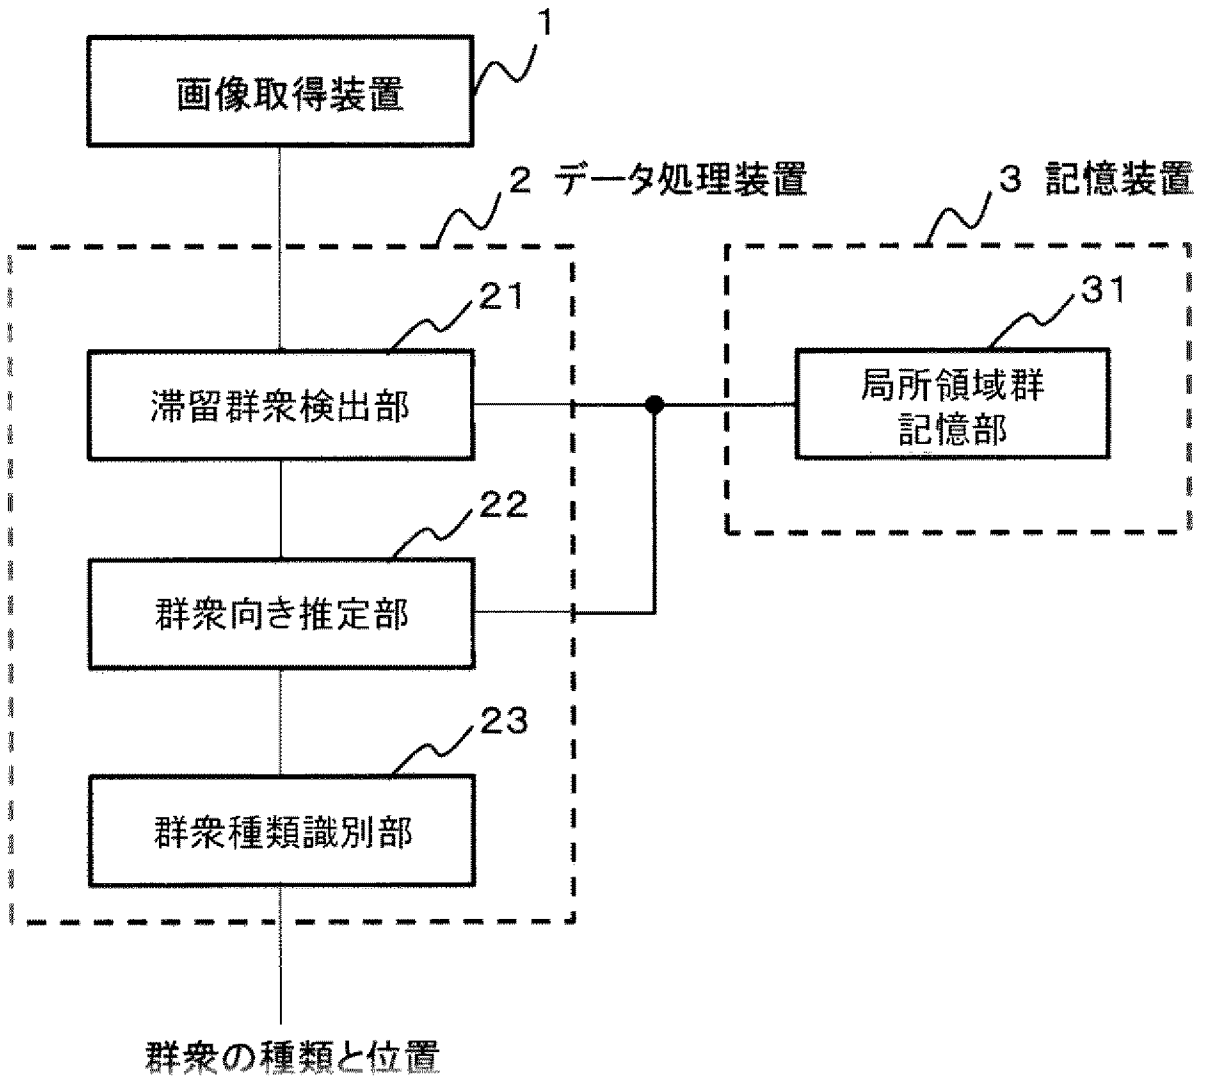 1
画像取得装置
2 データ処理装置
3 記憶装置
21
滞留群衆検出部
31
局所領域群
記憶部
22
群衆向き推定部
23
群衆種類識別部
群衆の種類と位置